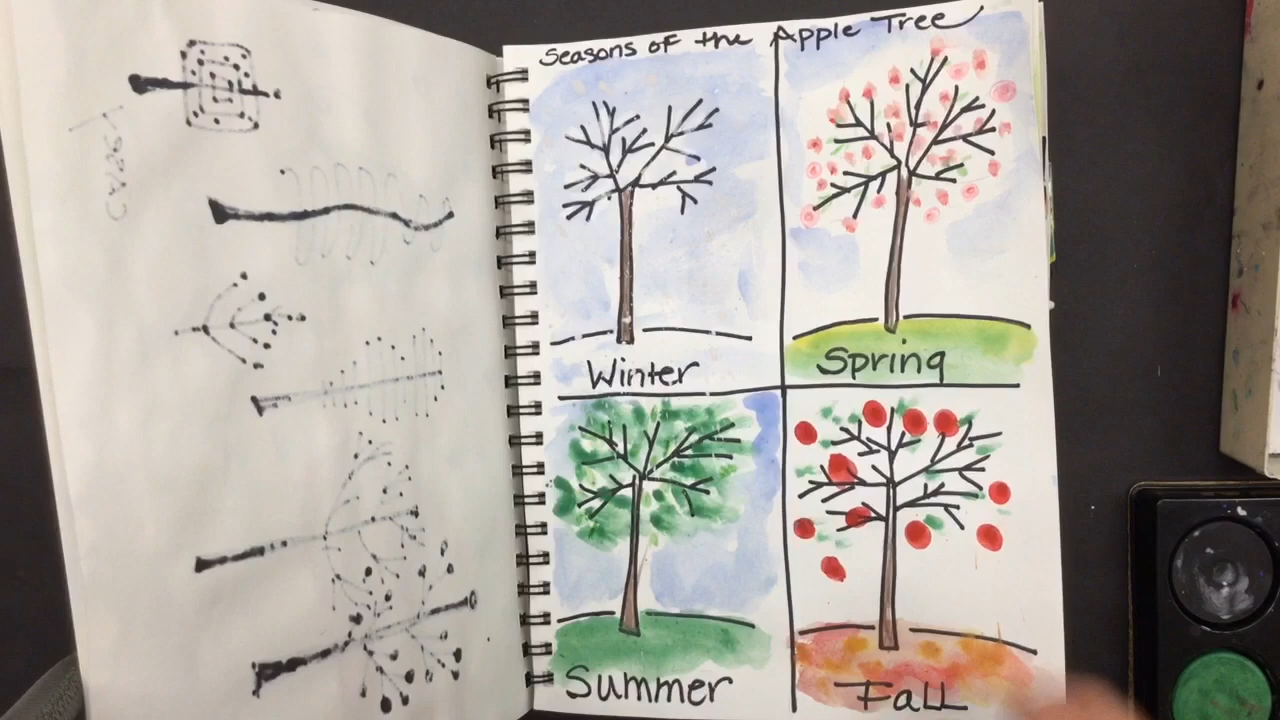 Seasons of the Apple Tree
Winter
Spring
Summer
Fall